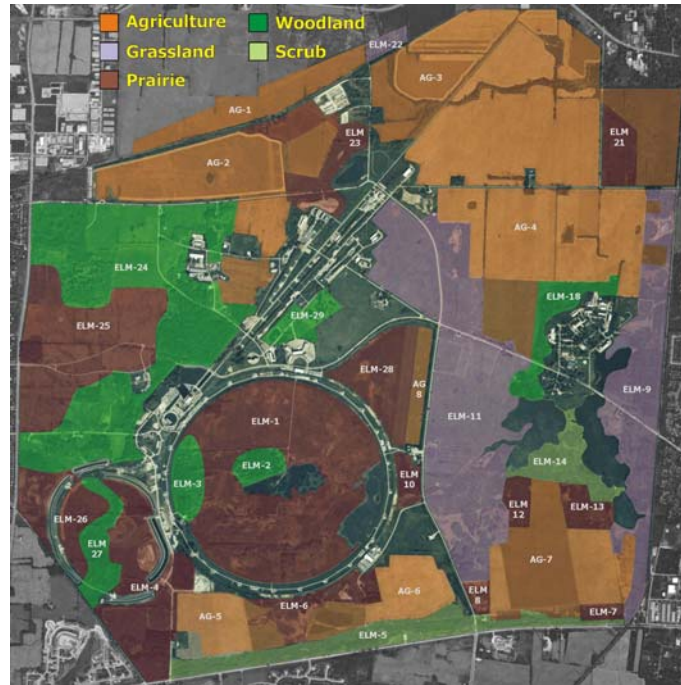 Agriculture
Woodland
Grassland
Scrub
Prairie
ELM-22
AG-3
AG-1
ELM
23
ELM
21
AG-2
AG-4
ELM-24
ELM-18
ELM-29
ELM-25
ELM-28
AG
8
ELM-9
ELM-1
ELM-11
ELM-2
ELM-3
ELM-14
ELM
10
ELM
12
ELM-13
ELM-26
ELM
27
AG-7
ELM-4
AG-6
ELM
8
ELM-6
AG-5
ELM-7
ELM-5